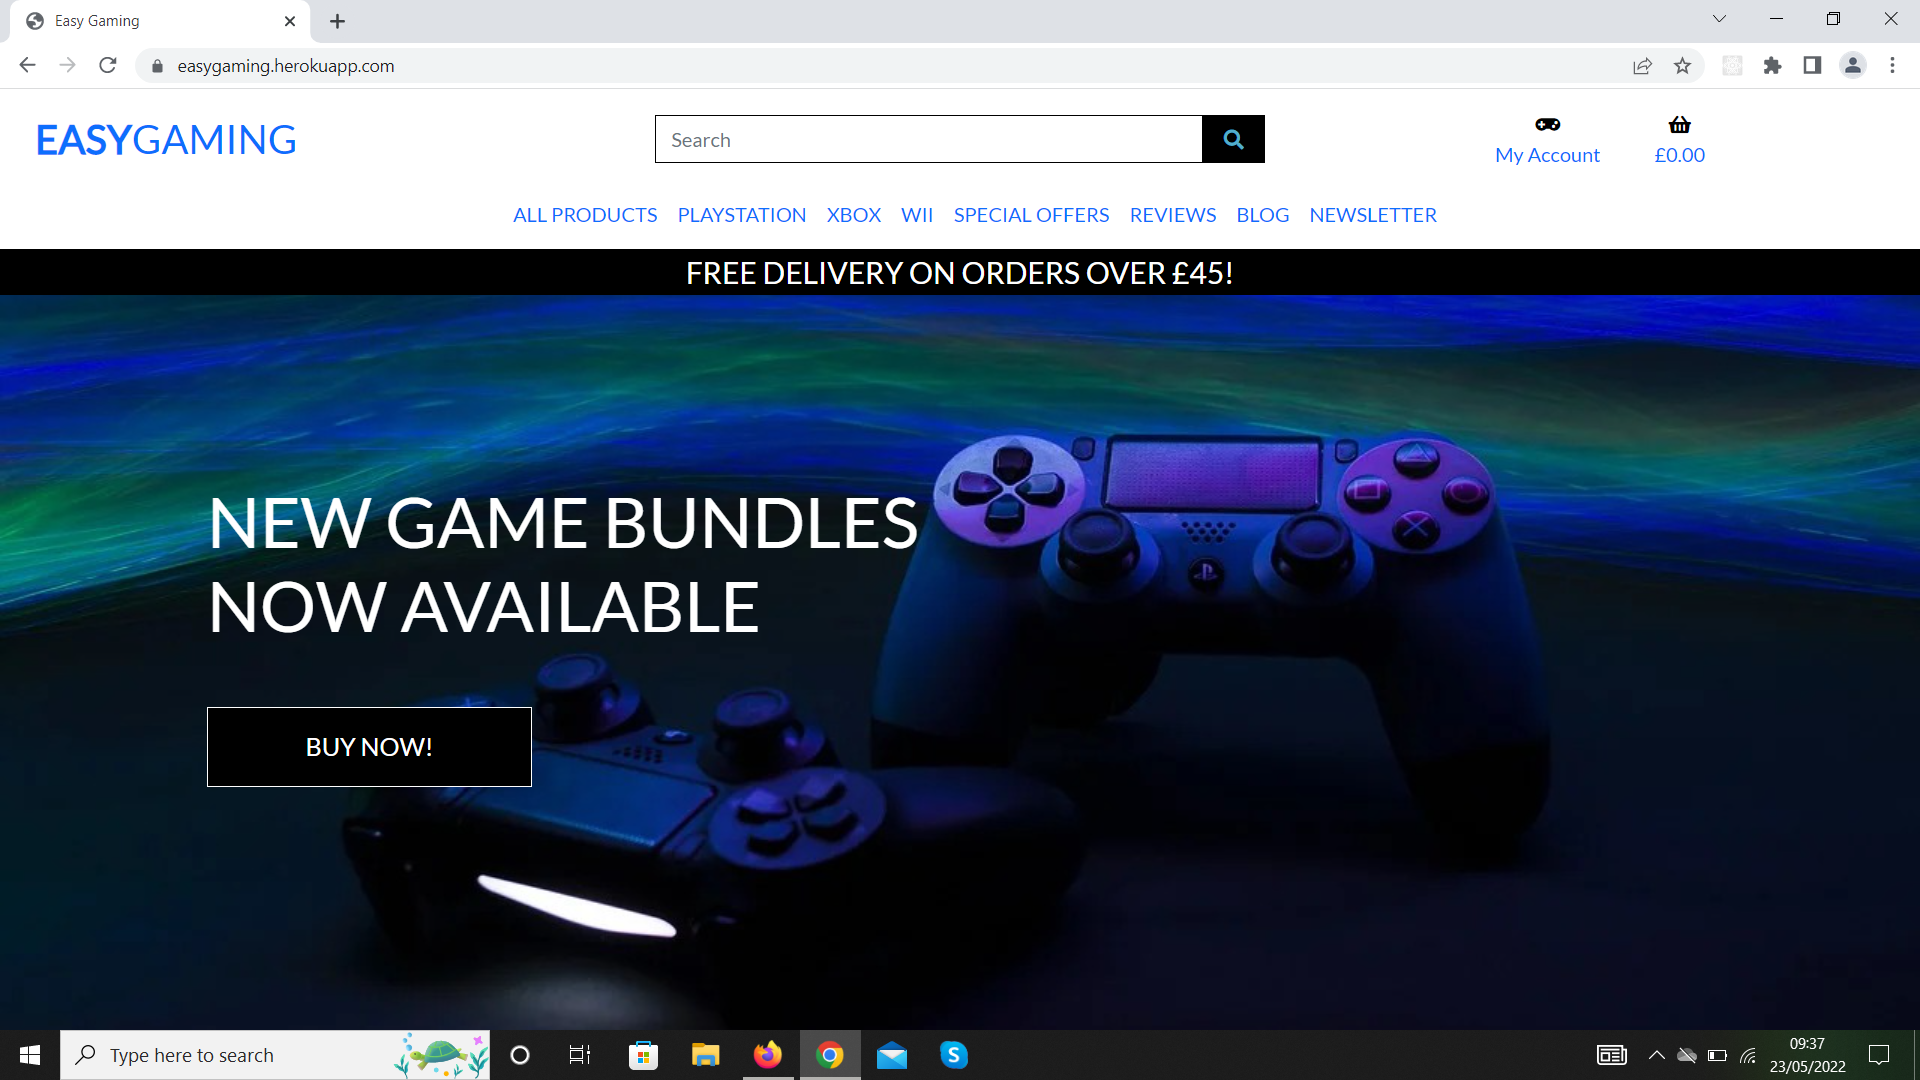 Easy Gaming
easygaming.herokuapp.com
EASYGAMING
Search
My Account
£0.00
ALL PRODUCTS PLAYSTATION XBOX WII SPECIAL OFFERS REVIEWS BLOG NEWSLETTER
FREE DELIVERY ON ORDERS OVER £45!
NEW GAME BUNDLES
NOW AVAILABLE
BUY NOW!
Type here to search
09:37
23/05/2022